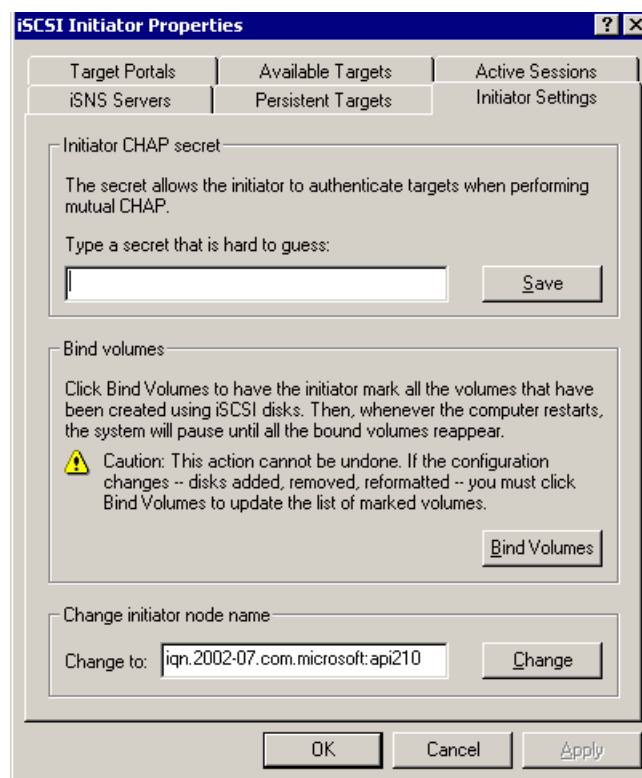 iSCSI Initiator Properties
Target Portals
Available Targets
Active Sessions
iSNS Servers
Persistent Targets
Initiator Settings
Initiator CHAP secret
The secret allows the initiator to authenticate targets when performing
mutual CHAP.
Type a secret that is hard to guess:
Save
Bind volumes
Click Bind Volumes to have the initiator mark all the volumes that have
been created using iSCSI disks. Then, whenever the computer restarts,
the system will pause until all the bound volumes reappear.
Caution: This action cannot be undone. If the configuration
changes -- disks added, removed, reformatted -- you must click
Bind Volumes to update the list of marked volumes.
Bind Volumes
Change initiator node name
Change to: iqn.2002-07.com.microsoft:api210 Change
OK Cancel Apply